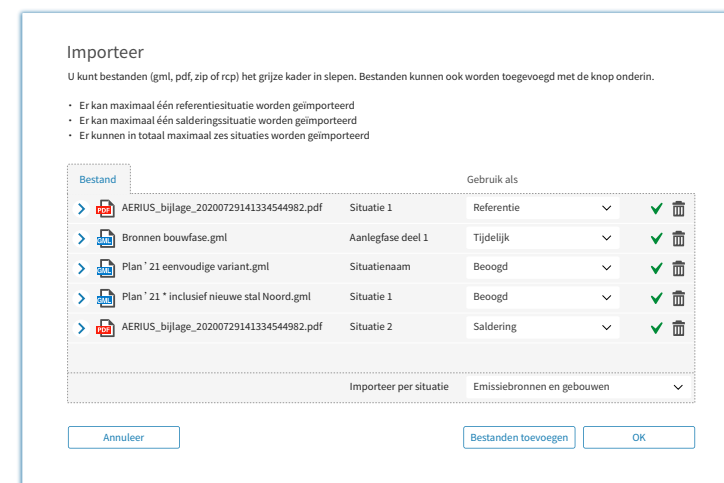 Importeer
U kunt bestanden (gml, pdf, zip of rcp) het grijze kader in slepen. Bestanden kunnen ook worden toegevoegd met de knop onderin.
· Er kan maximaal één referentiesituatie worden geïmporteerd
· Er kan maximaal één salderingssituatie worden geïmporteerd
· Er kunnen in totaal maximaal zes situaties worden geïmporteerd
Bestand Gebruik als
PDF AERIUS_bijlage_20200729141334544982.pdf Situatie 1 Referentie
GML Bronnen bouwfase.gml Aanlegfase deel 1 Tijdelijk
GML Plan ’ 21 eenvoudige variant.gml Situatienaam Beoogd
GML Plan ’ 21 * inclusief nieuwe stal Noord.gml Situatie 1 Beoogd
PDF AERIUS_bijlage_20200729141334544982.pdf Situatie 2 Saldering
Importeer per situatie Emissiebronnen en gebouwen
Annuleer Bestanden toevoegen OK